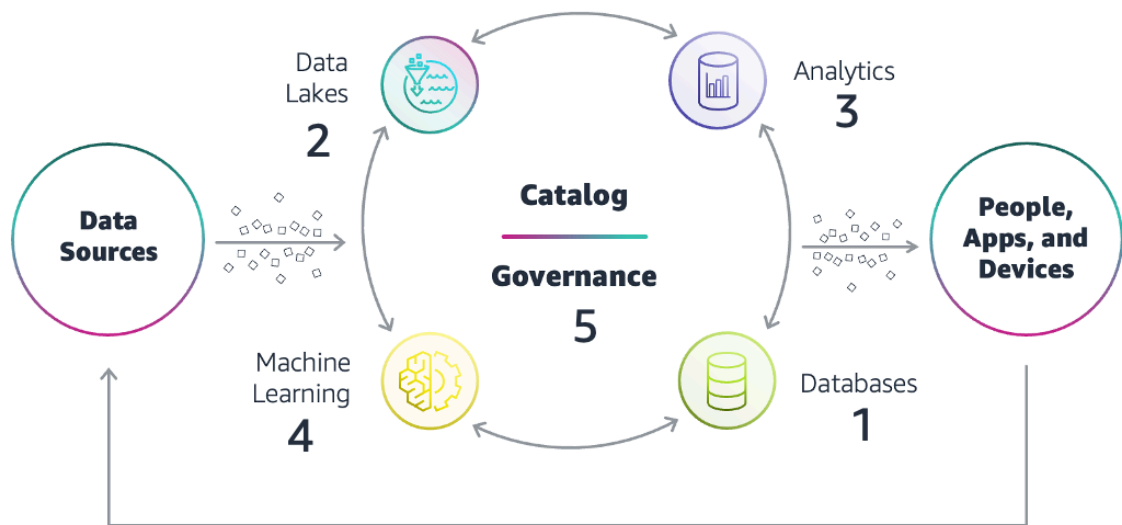 Data
Lakes
2
Analytics
3
Data
Sources
Catalog
Governance
5
People,
Apps, and
Devices
Machine
Learning
4
Databases
1